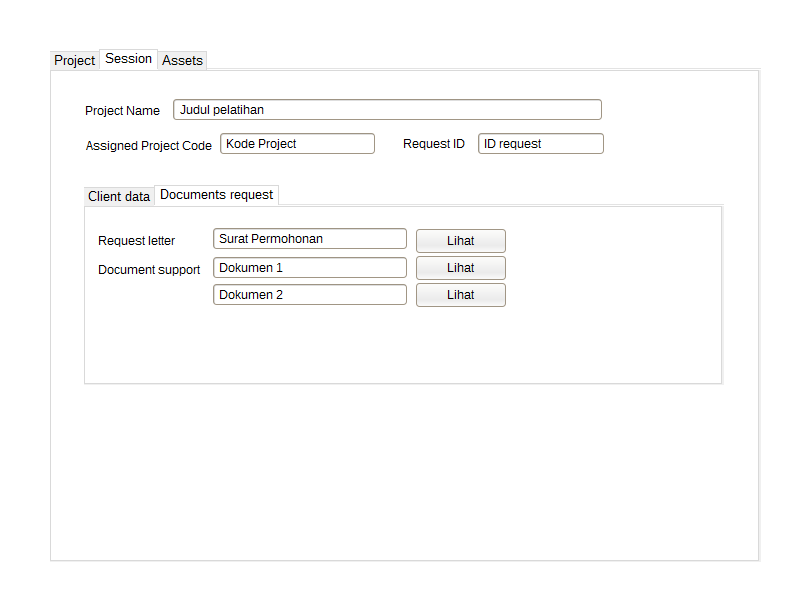 Project Session Assets
Project Name Judul pelatihan
Assigned Project Code Kode Project Request ID ID request
Client data Documents request
Request letter Surat Permohonan Lihat
Document support Dokumen 1 Lihat
Dokumen 2 Lihat